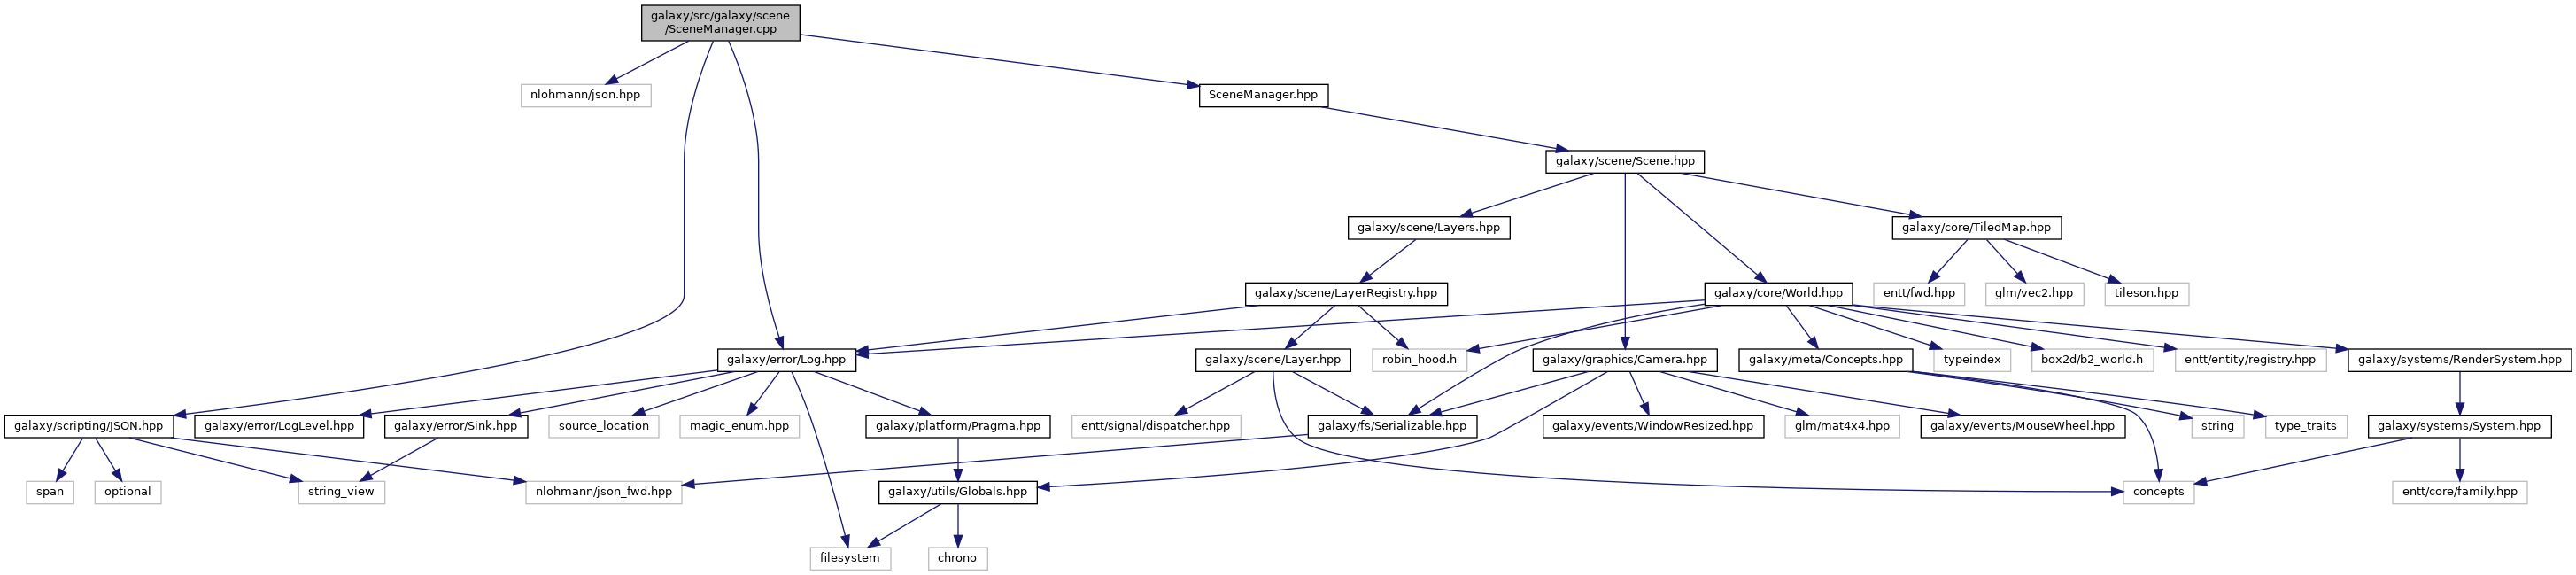 galaxy/src/galaxy/scene
/SceneManager.cpp
nlohmann/json.hpp
SceneManager.hpp
galaxy/scene/Scene.hpp
galaxy/scene/Layers.hpp
galaxy/core/TiledMap.hpp
galaxy/scene/LayerRegistry.hpp
galaxy/core/World.hpp
entt/fwd.hpp
glm/vec2.hpp
tileson.hpp
galaxy/error/Log.hpp
galaxy/scene/Layer.hpp
robin_hood.h
galaxy/graphics/Camera.hpp
galaxy/meta/Concepts.hpp
typeindex
box2d/b2_world.h
entt/entity/registry.hpp
galaxy/systems/RenderSystem.hpp
galaxy/scripting/JSON.hpp
galaxy/error/LogLevel.hpp
galaxy/error/Sink.hpp
source_location
magic_enum.hpp
galaxy/platform/Pragma.hpp
entt/signal/dispatcher.hpp
galaxy/fs/Serializable.hpp
galaxy/events/WindowResized.hpp
glm/mat4x4.hpp
galaxy/events/MouseWheel.hpp
string
type_traits
galaxy/systems/System.hpp
span
optional
string_view
nlohmann/json_fwd.hpp
galaxy/utils/Globals.hpp
concepts
entt/core/family.hpp
filesystem
chrono